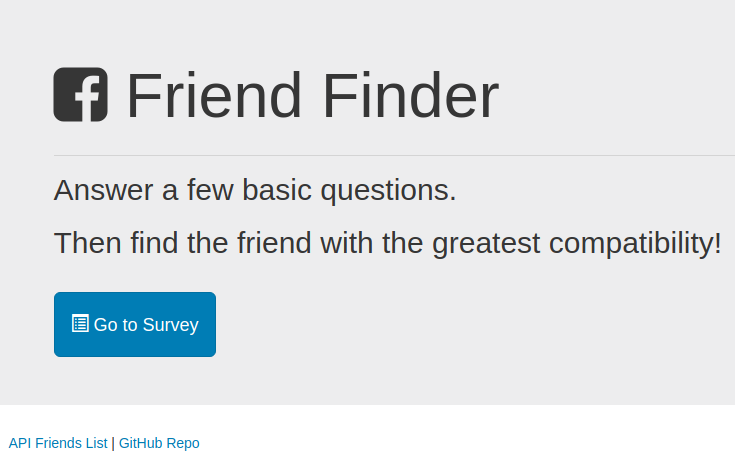 Friend Finder
Answer a few basic questions.
Then find the friend with the greatest compatibility!
Go to Survey
API Friends List | GitHub Repo